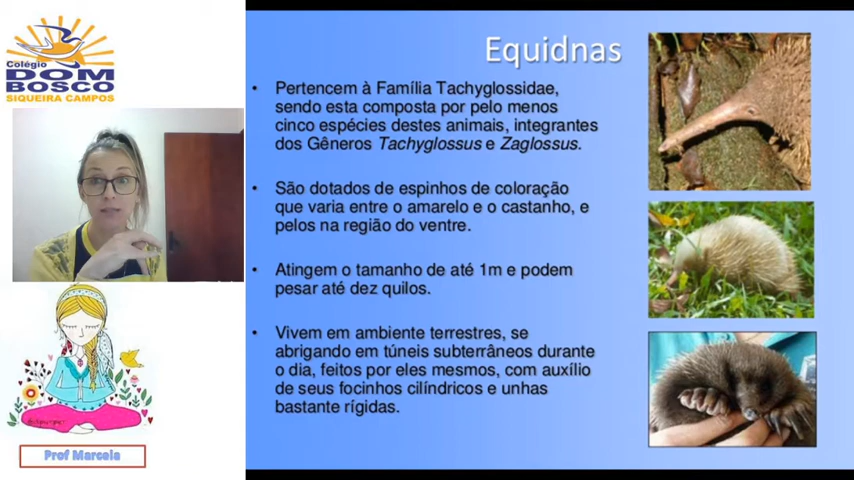 Colégio
DOM
BOSCO
SIQUEIRA CAMPOS
Prof Marcela
Equidnas
• Pertencem à Família Tachyglossidae,
sendo esta composta por pelo menos
cinco espécies destes animais, integrantes
dos Gêneros Tachyglossus e Zaglossus.
• São dotados de espinhos de coloração
que varia entre o amarelo e o castanho, e
pelos na região do ventre.
• Atingem o tamanho de até 1m e podem
pesar até dez quilos.
• Vivem em ambiente terrestres, se
abrigando em túneis subterrâneos durante
o dia, feitos por eles mesmos, com auxílio
de seus focinhos cilíndricos e unhas
bastante rígidas.